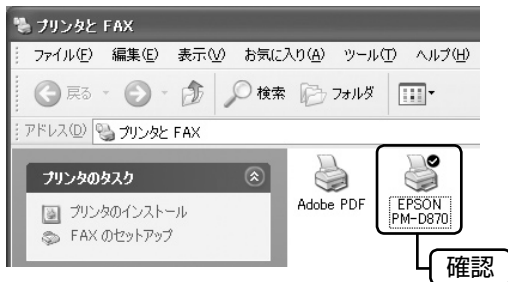 プリンタと FAX
ファイル(F) 編集(E) 表示(V) お気に入り(A) ツール(T) ヘルプ(H)
戻る 検索 フォルダ
アドレス(D) プリンタと FAX
プリンタのタスク
プリンタのインストール
FAX のセットアップ
Adobe PDF
EPSON
PM-D870
確認